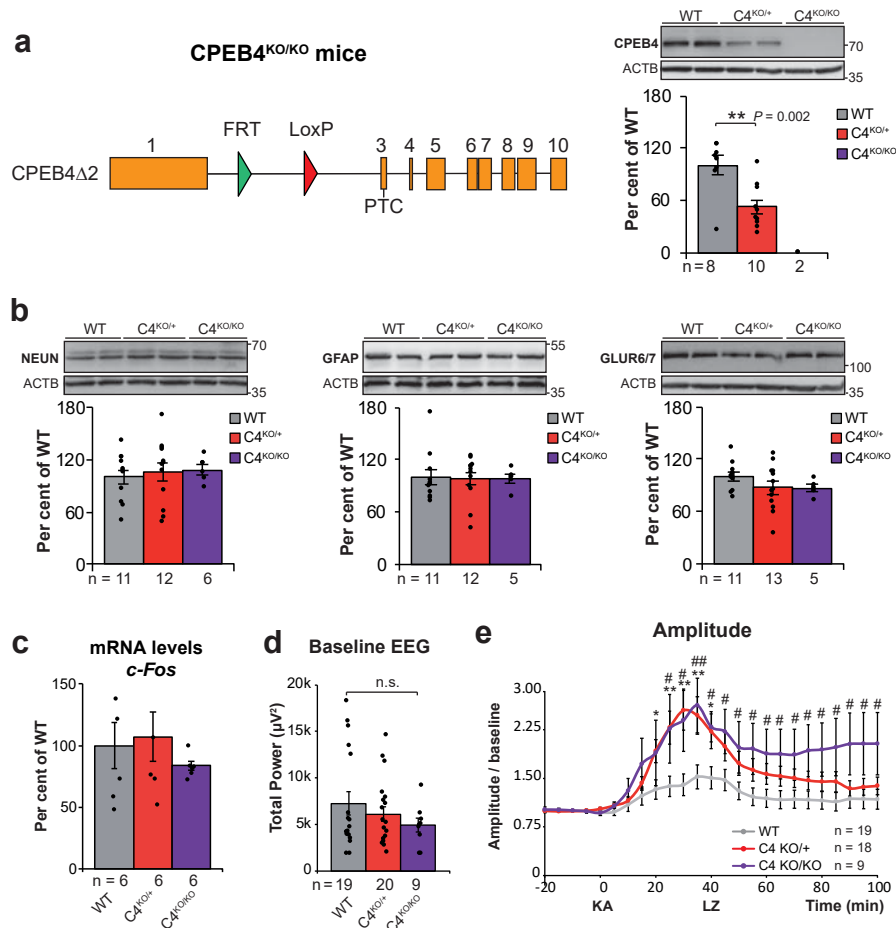 a
CPEB4KO/KO mice
1 FRT LoxP 3 4 5 6 7 8 9 10
CPEB4Δ2
PTC
WT C4KO/+ C4KO/KO
CPEB4 70
ACTB 35
180
120
60
0
Per cent of WT
** P = 0.002
WT
C4KO/+
C4KO/KO
n = 8 10 2
b
WT C4KO/+ C4KO/KO
NEUN 70
ACTB 35
180
120
60
0
Per cent of WT
WT
C4KO/+
C4KO/KO
n = 11 12 6
WT C4KO/+ C4KO/KO
GFAP 55
ACTB 35
180
120
60
0
Per cent of WT
WT
C4KO/+
C4KO/KO
n = 11 12 5
WT C4KO/+ C4KO/KO
GLUR6/7 100
ACTB 35
180
120
60
0
Per cent of WT
WT
C4KO/+
C4KO/KO
n = 11 13 5
c
mRNA levels
c-Fos
150
100
50
0
Per cent of WT
n = 6 6 6
WT C4KO/+ C4KO/KO
d
Baseline EEG
n.s.
20k
15k
10K
5K
0
Total Power (μV2)
n = 19 20 9
WT C4KO/+ C4KO/KO
e
Amplitude
3.00
2.25
1.50
0.75
Amplitude / baseline
* # ** # ** ## ** # * # # # # # # # # # # # #
WT n = 19
C4 KO/+ n = 18
C4 KO/KO n = 9
-20 0 20 40 60 80 100
KA LZ Time (min)